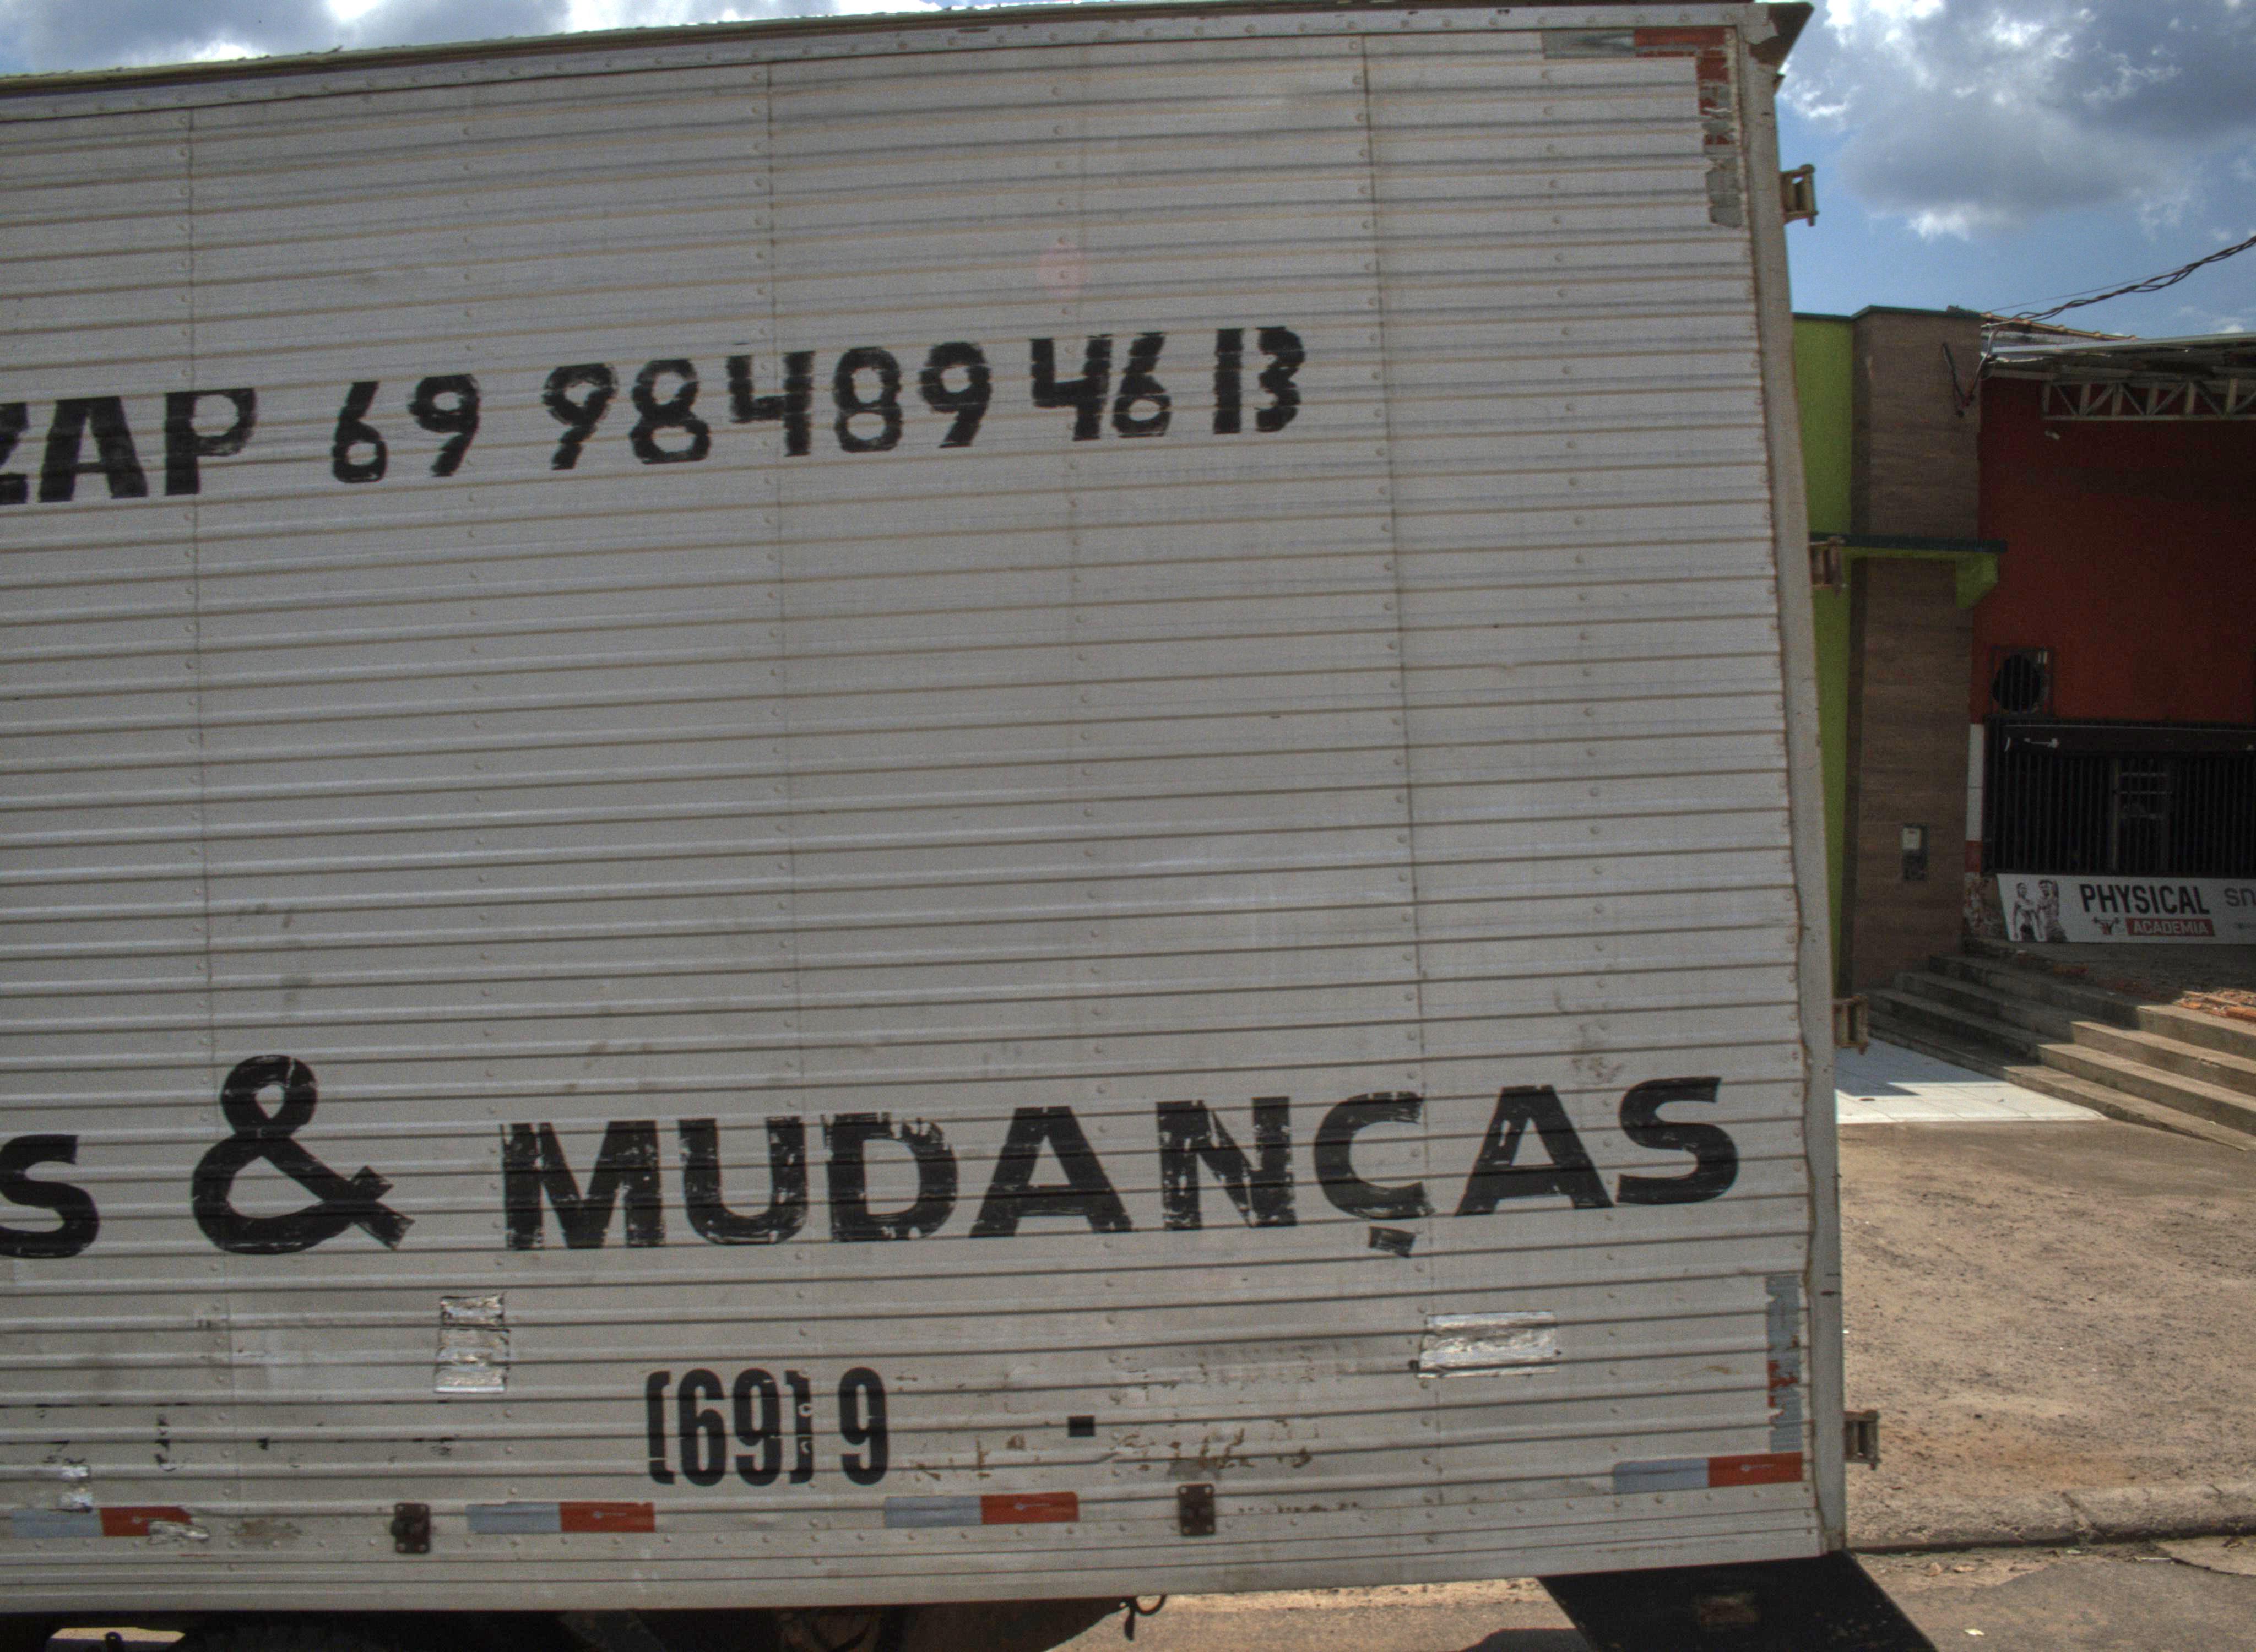 ZAP 69 98489 4613
S & MUDANÇAS
(69) 9 -
PHYSICAL
ACADEMIA